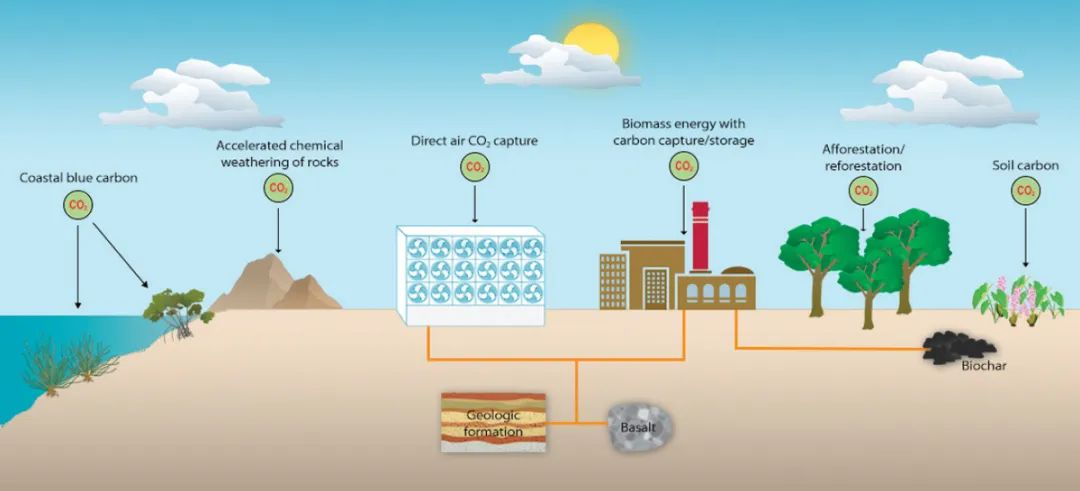 Coastal blue carbon
CO₂
Accelerated chemical
weathering of rocks
CO₂
Direct air CO₂ capture
CO₂
Biomass energy with
carbon capture/storage
CO₂
Afforestation/
reforestation
CO₂
Soil carbon
CO₂
Biochar
Geologic
formation
Basalt